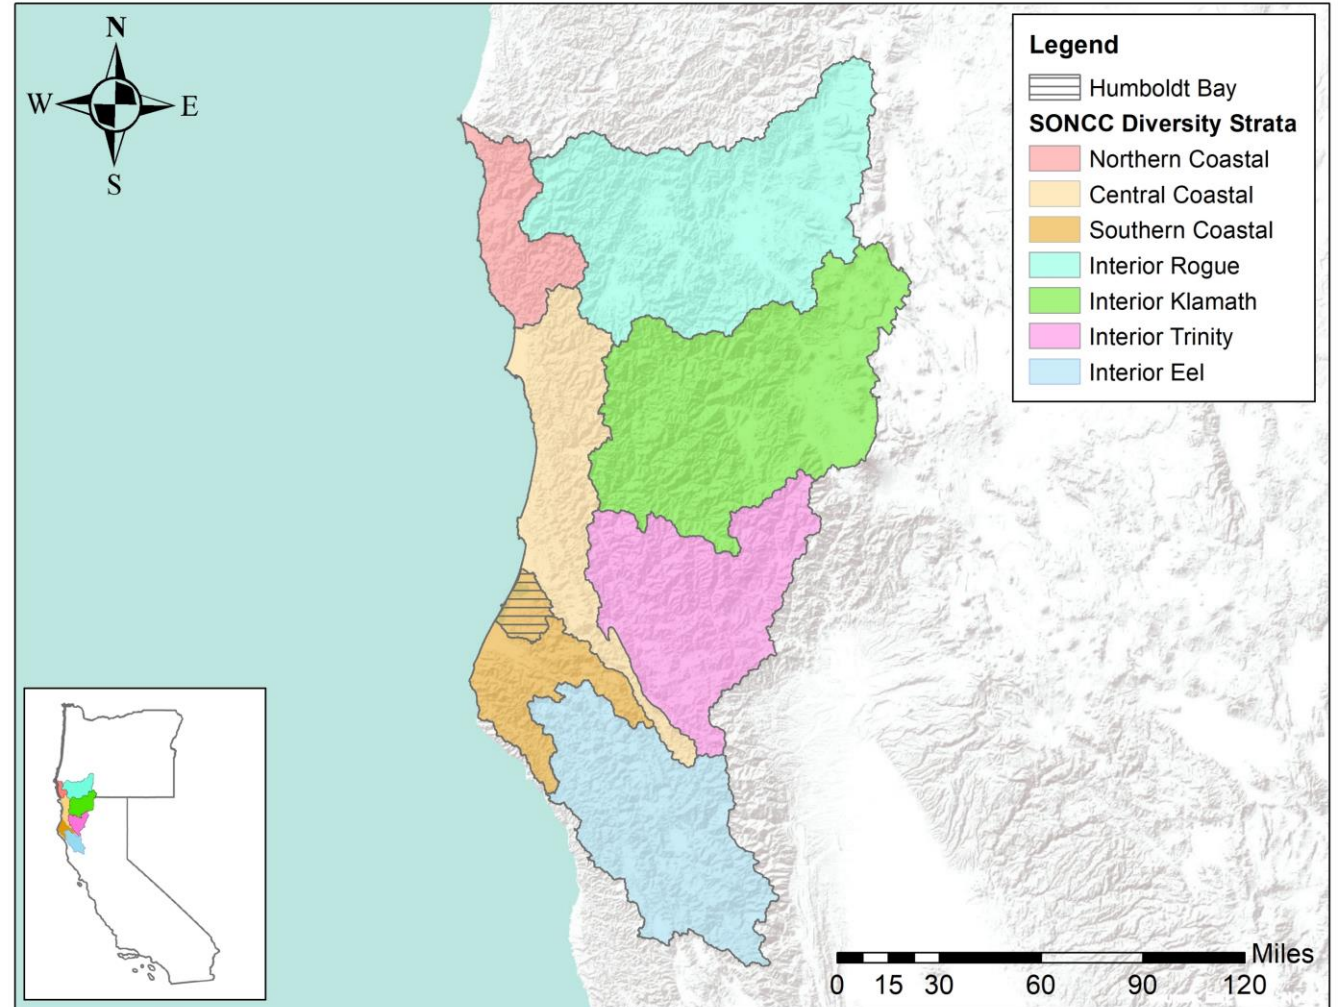 N
W E
S
Legend
Humboldt Bay
SONCC Diversity Strata
Northern Coastal
Central Coastal
Southern Coastal
Interior Rogue
Interior Klamath
Interior Trinity
Interior Eel
Miles
0 15 30 60 90 120